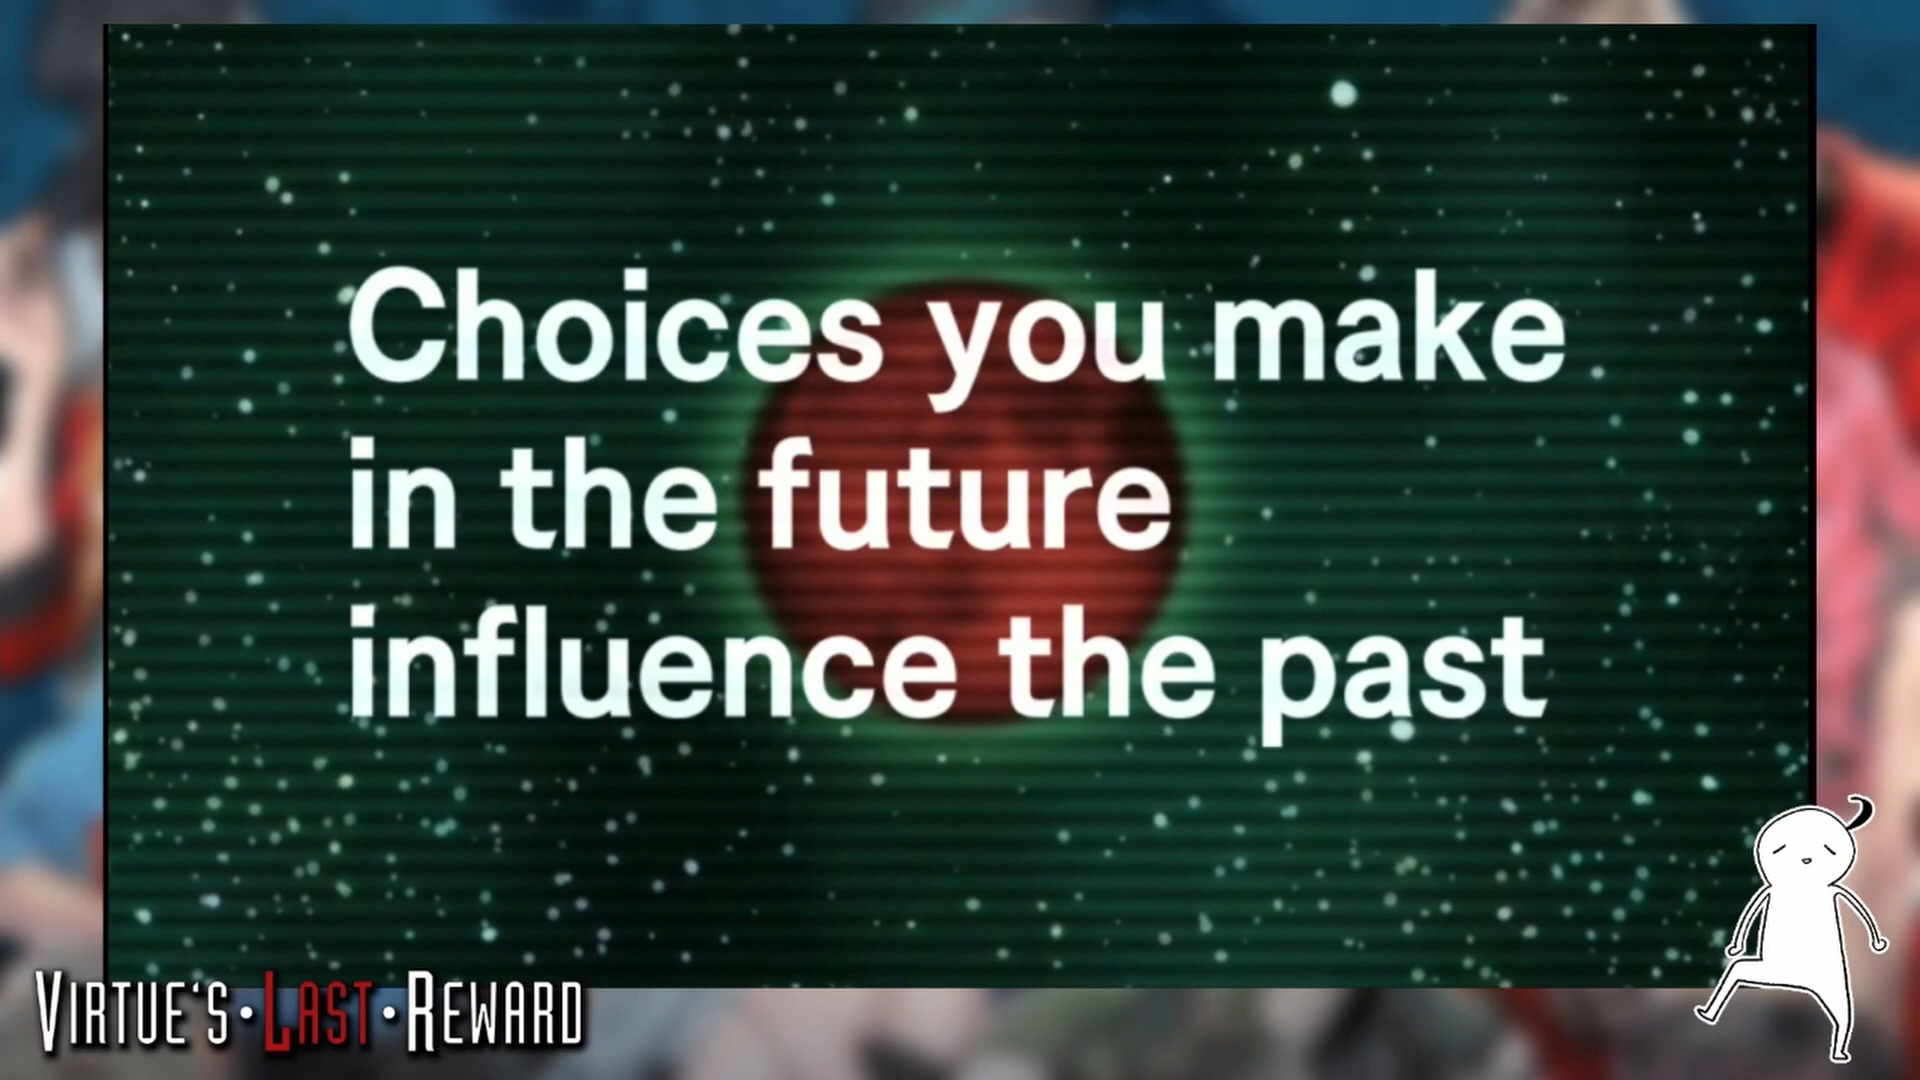 Choices you make
in the future
influence the past
VIRTUE'S·LAST·REWARD